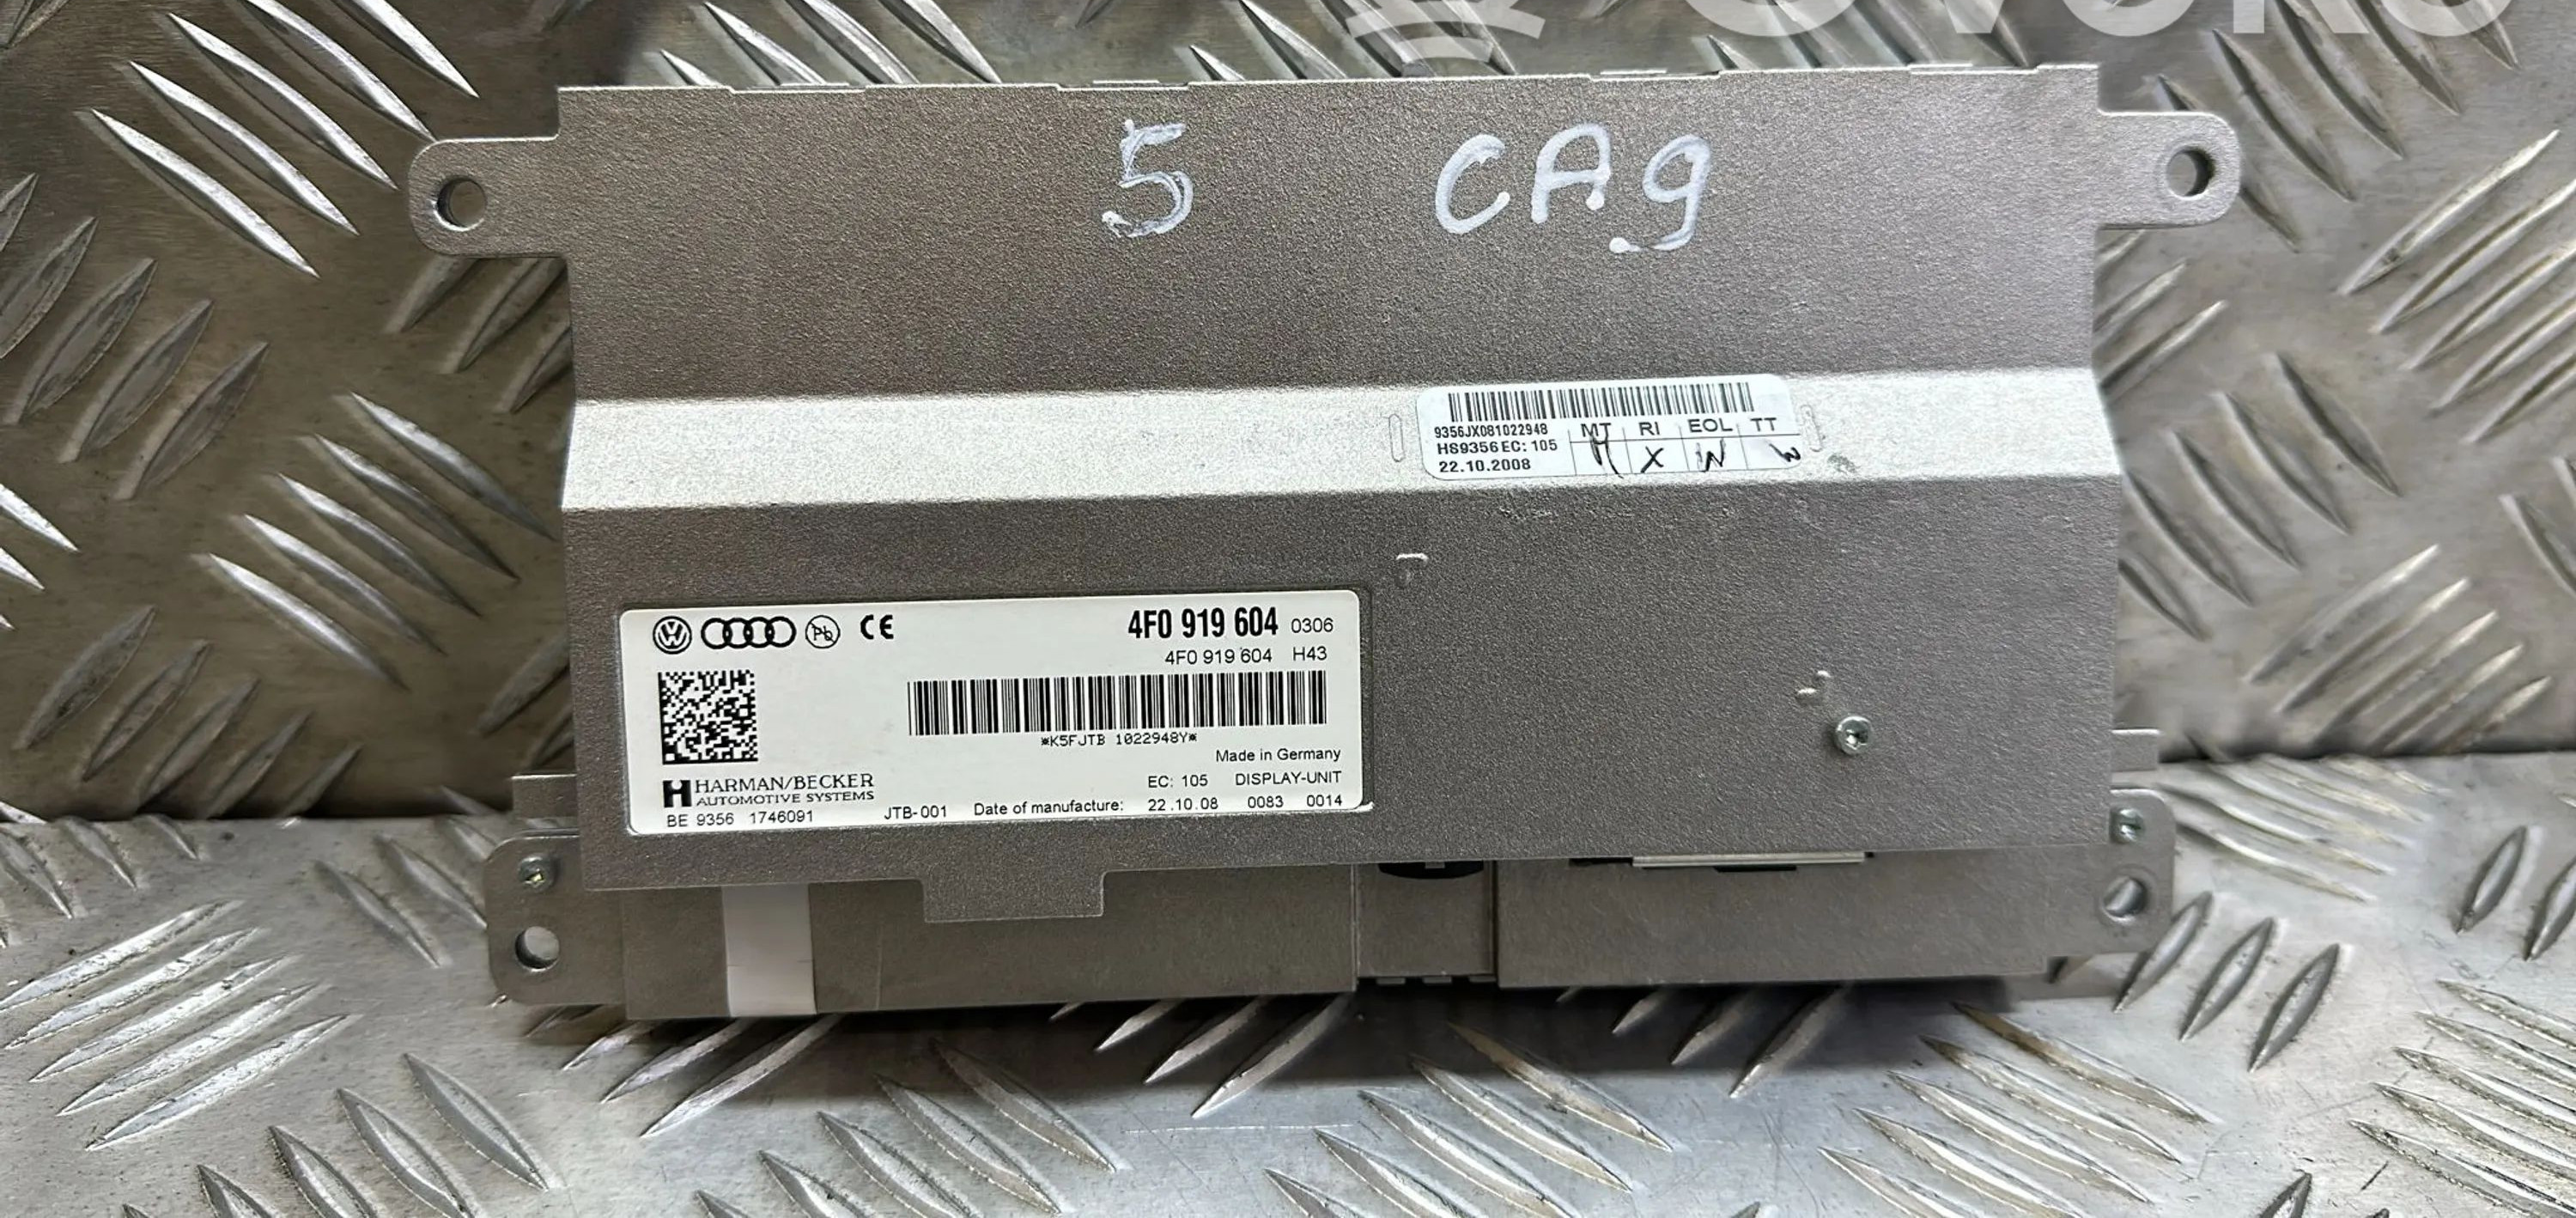 5 CA9
9356JX081022948 MT RI EOL TT
HS9356 EC: 105 X
22.10.2008
CE 4F0 919 604 0306
4F0 919 604 H43
*K5FJTB 1022948Y*
Made in Germany
HARMAN/BECKER EC: 105 DISPLAY-UNIT
AUTOMOTIVE SYSTEMS
BE 9356 1746091 JTB-001 Date of manufacture: 22.10.08 0083 0014